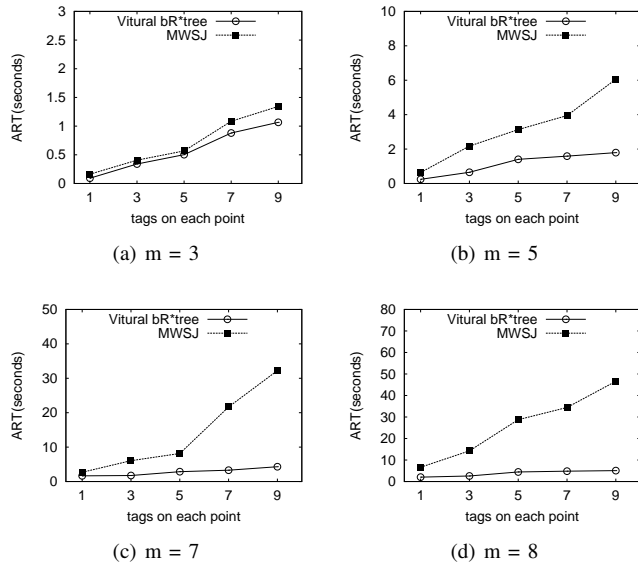 3
2.5
2
1.5
1
0.5
0
ART(seconds)
Vitural bR*tree
MWSJ
1 3 5 7 9
tags on each point
(a) m = 3
10
8
6
4
2
0
ART(seconds)
Vitural bR*tree
MWSJ
1 3 5 7 9
tags on each point
(b) m = 5
50
40
30
20
10
0
ART(seconds)
Vitural bR*tree
MWSJ
1 3 5 7 9
tags on each point
(c) m = 7
80
70
60
50
40
30
20
10
0
ART(seconds)
Vitural bR*tree
MWSJ
1 3 5 7 9
tags on each point
(d) m = 8